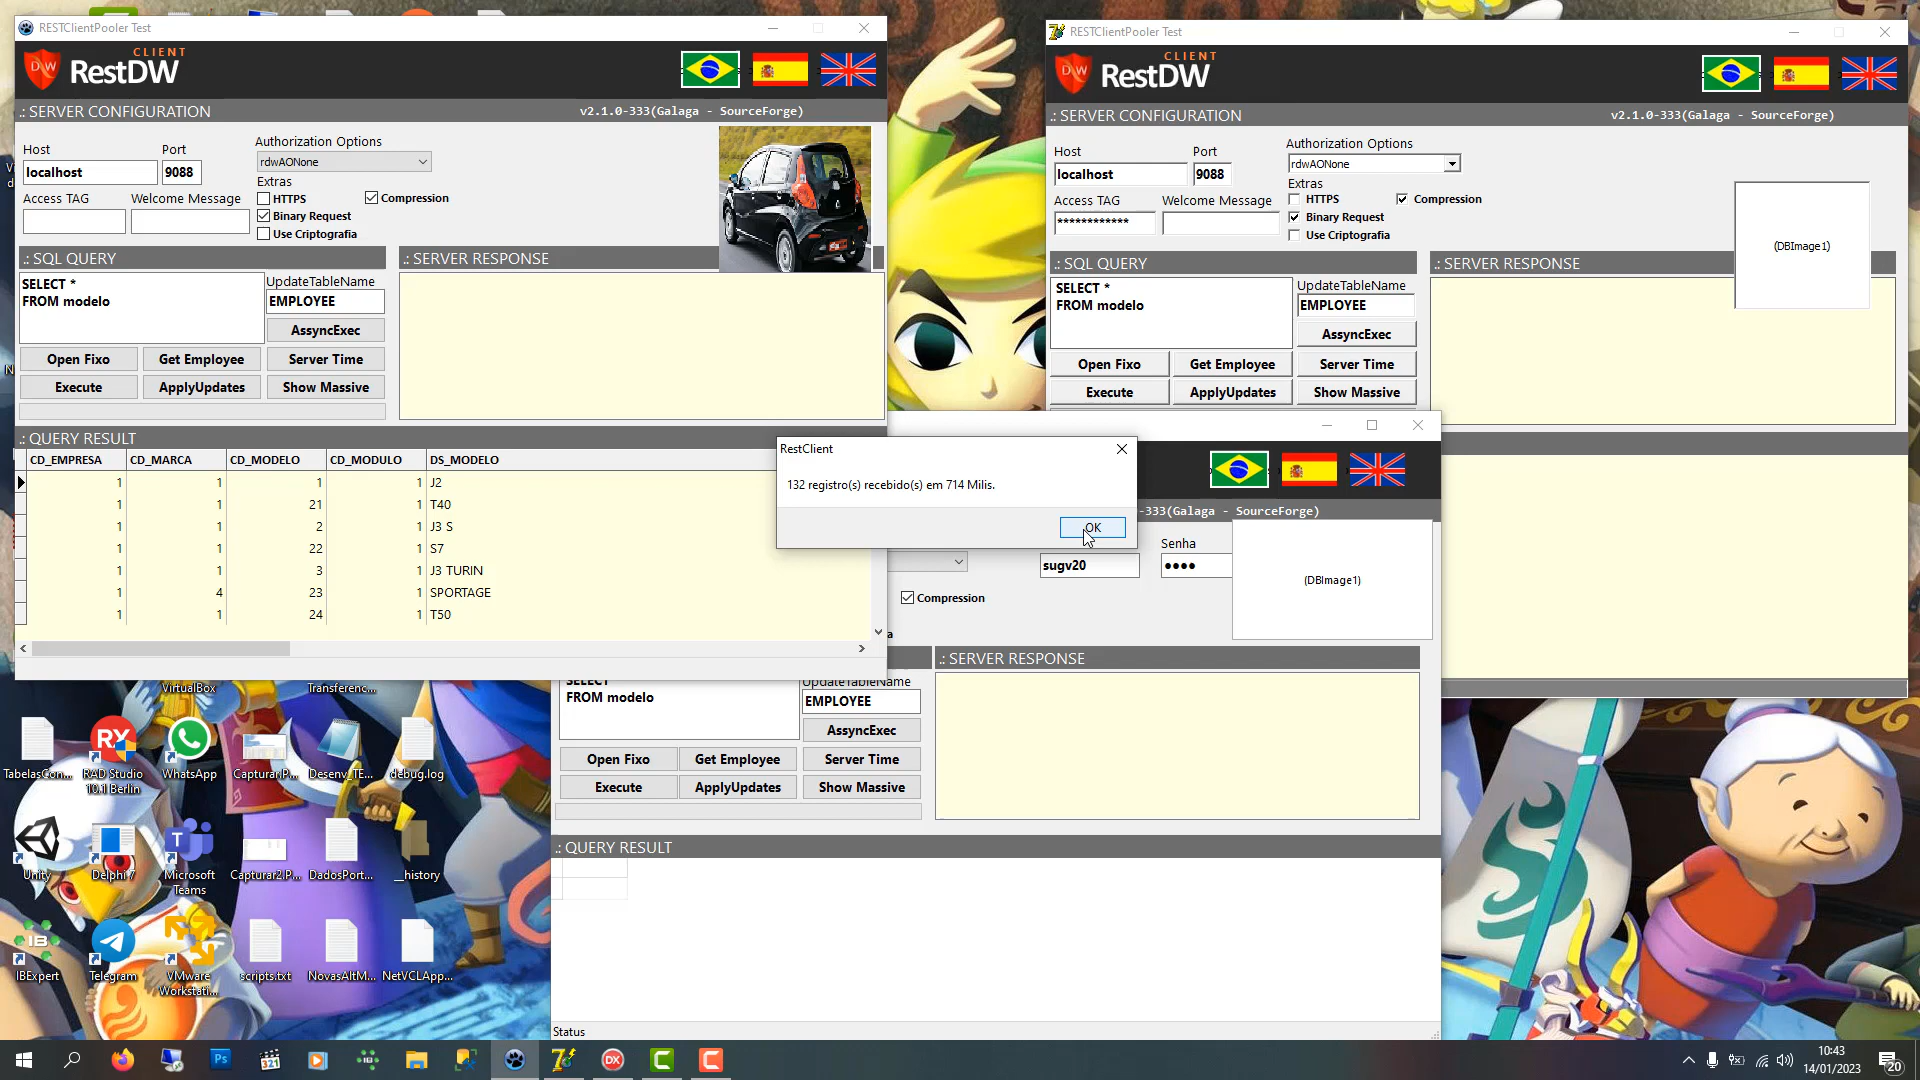 RESTClientPooler Test
CLIENT
RestDW
.: SERVER CONFIGURATION
v2.1.0-333(Galaga - SourceForge)
Host
Port
Authorization Options
localhost
9088
rdwAONone
Extras
HTTPS
Compression
Access TAG
Welcome Message
Binary Request
Use Criptografia
.: SQL QUERY
.: SERVER RESPONSE
SELECT *
FROM modelo
UpdateTableName
EMPLOYEE
AssyncExec
Open Fixo
Get Employee
Server Time
Execute
ApplyUpdates
Show Massive
.: QUERY RESULT
CD_EMPRESA CD_MARCA CD_MODELO CD_MODULO DS_MODELO
1 1 1 1 J2
1 1 21 1 T40
1 1 2 1 J3 S
1 1 22 1 S7
1 1 3 1 J3 TURIN
1 4 23 1 SPORTAGE
1 1 24 1 T50
RESTClientPooler Test
CLIENT
RestDW
.: SERVER CONFIGURATION
v2.1.0-333(Galaga - SourceForge)
Host
Port
Authorization Options
localhost
9088
rdwAONone
Extras
HTTPS
Compression
Access TAG
Welcome Message
************
Binary Request
Use Criptografia
(DBImage1)
.: SQL QUERY
.: SERVER RESPONSE
SELECT *
FROM modelo
UpdateTableName
EMPLOYEE
AssyncExec
Open Fixo
Get Employee
Server Time
Execute
ApplyUpdates
Show Massive
RestClient
132 registro(s) recebido(s) em 714 Milis.
OK
-333(Galaga - SourceForge)
Senha
sugv20
●●●●
(DBImage1)
Compression
a
.: SERVER RESPONSE
SELECT *
FROM modelo
UpdateTableName
EMPLOYEE
AssyncExec
Open Fixo
Get Employee
Server Time
Execute
ApplyUpdates
Show Massive
.: QUERY RESULT
Status
VirtualBox
Transferenc...
TabelasCon...
RAD Studio 10.1 Berlin
WhatsApp
Capturar.P...
Desenv_TE...
debug.log
Unity
Delphi 7
Microsoft Teams
Capturar2.P...
DadosPort...
__history
IBExpert
Telegram
VMware Workstati...
scripts.txt
NovasAltM...
NetVCLApp...
10:43
14/01/2023
20